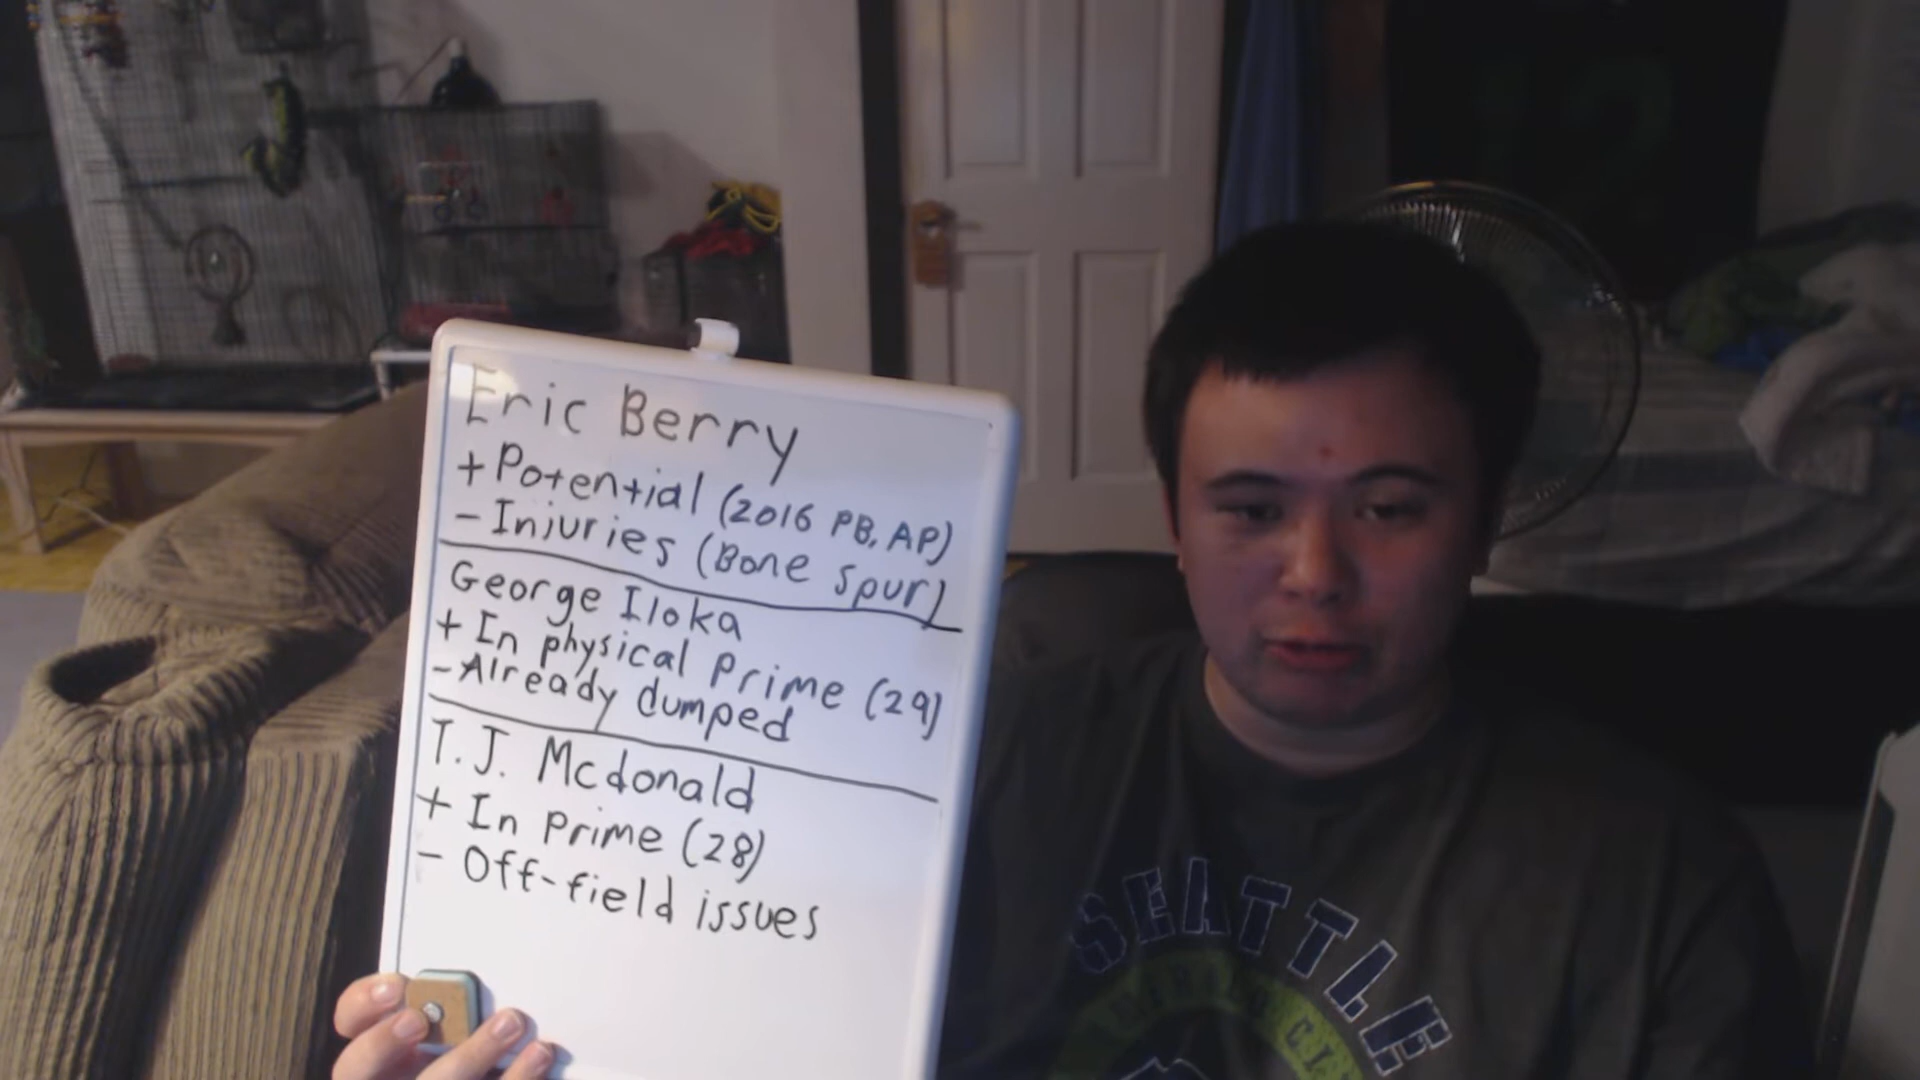 Eric Berry
+ Potential (2016 PB, AP)
- Injuries (Bone Spur)
George Iloka
+ In physical Prime (29)
- Already dumped
T.J. Mcdonald
+ In Prime (28)
- Off-field issues
SEATTLE